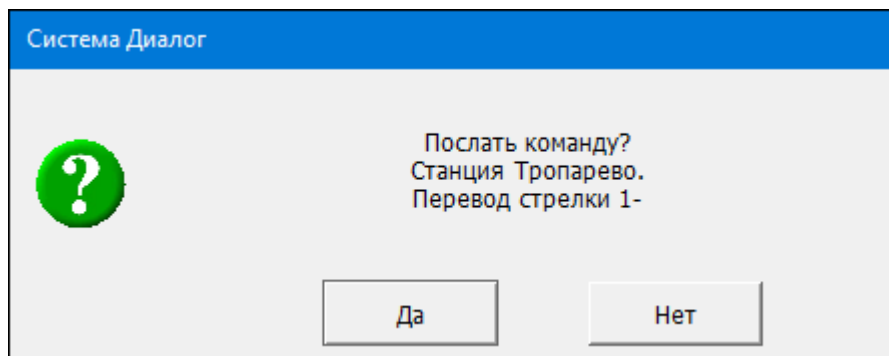 Система Диалог
Послать команду?
Станция Тропарево.
Перевод стрелки 1-
Да
Нет